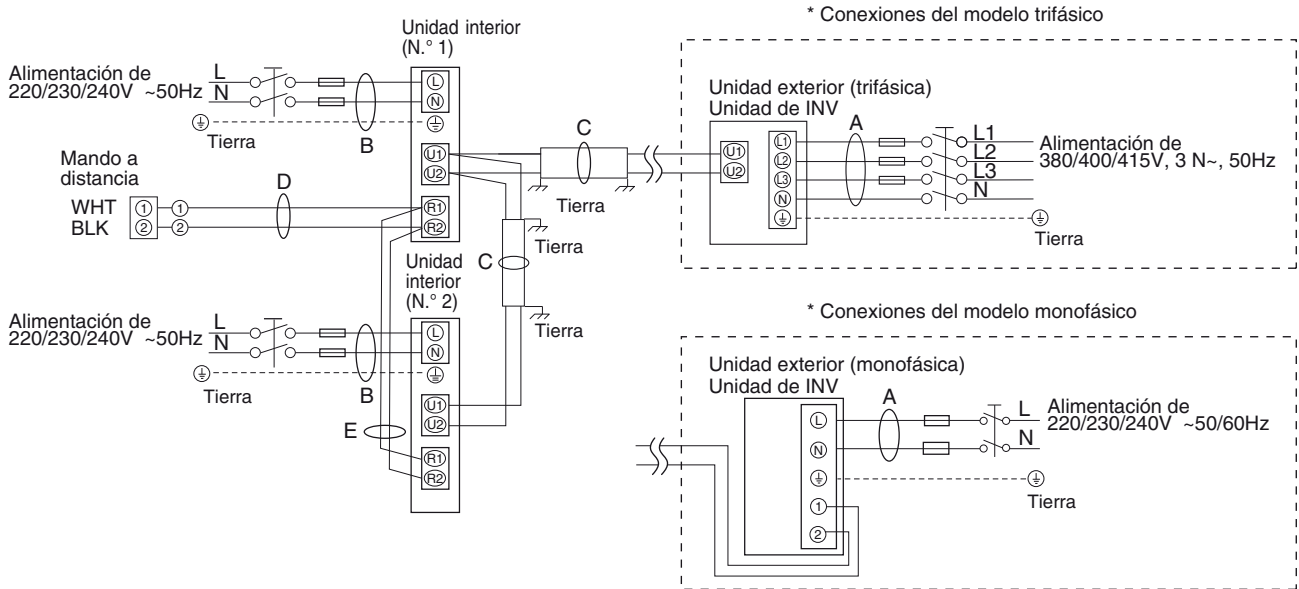 * Conexiones del modelo trifásico
Unidad interior
(N.° 1)
Alimentación de
220/230/240V ~50Hz
L
N
Tierra
B
L
N
U1
U2
R1
R2
Mando a
distancia
WHT
BLK
1
2
1
2
D
C
Tierra
Unidad exterior (trifásica)
Unidad de INV
U1
U2
L1
L2
L3
N
A
L1
L2
L3
N
Alimentación de
380/400/415V, 3 N~, 50Hz
Tierra
Tierra
C
Tierra
Unidad
interior
(N.° 2)
Alimentación de
220/230/240V ~50Hz
L
N
Tierra
B
L
N
U1
U2
E
R1
R2
* Conexiones del modelo monofásico
Unidad exterior (monofásica)
Unidad de INV
L
N
1
2
A
L
N
Alimentación de
220/230/240V ~50/60Hz
Tierra